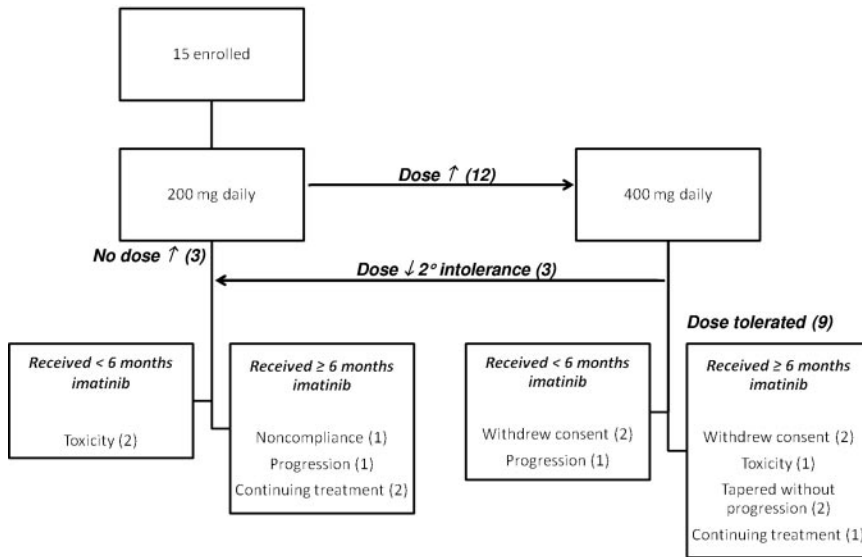 15 enrolled
200 mg daily
Dose ↑ (12)
400 mg daily
No dose ↑ (3)
Dose ↓ 2° intolerance (3)
Dose tolerated (9)
Received < 6 months
imatinib
Toxicity (2)
Received ≥ 6 months
imatinib
Noncompliance (1)
Progression (1)
Continuing treatment (2)
Received < 6 months
imatinib
Withdrew consent (2)
Progression (1)
Received ≥ 6 months
imatinib
Withdrew consent (2)
Toxicity (1)
Tapered without
progression (2)
Continuing treatment (1)